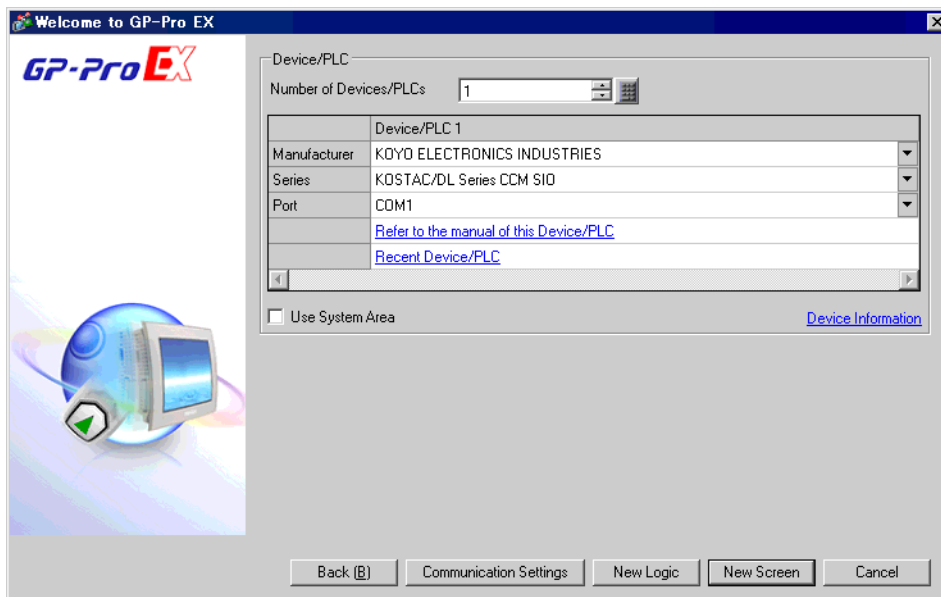 Welcome to GP-Pro EX
GP-Pro EX
Device/PLC
Number of Devices/PLCs 1
Device/PLC 1
Manufacturer KOYO ELECTRONICS INDUSTRIES
Series KOSTAC/DL Series CCM SIO
Port COM1
Refer to the manual of this Device/PLC
Recent Device/PLC
Use System Area Device Information
Back (B) Communication Settings New Logic New Screen Cancel